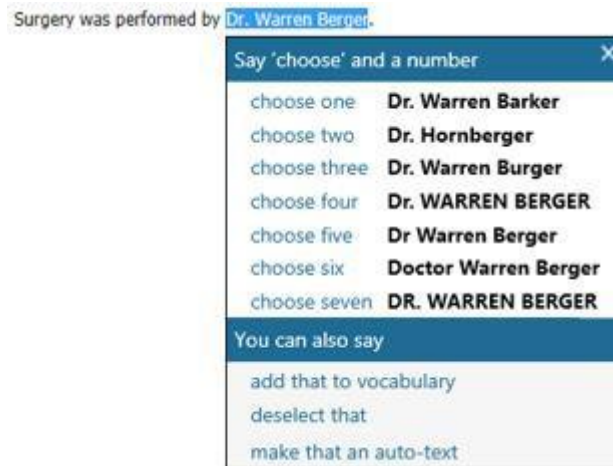 Surgery was performed by Dr. Warren Berger.
Say 'choose' and a number ×
choose one Dr. Warren Barker
choose two Dr. Hornberger
choose three Dr. Warren Burger
choose four Dr. WARREN BERGER
choose five Dr Warren Berger
choose six Doctor Warren Berger
choose seven DR. WARREN BERGER
You can also say
add that to vocabulary
deselect that
make that an auto-text